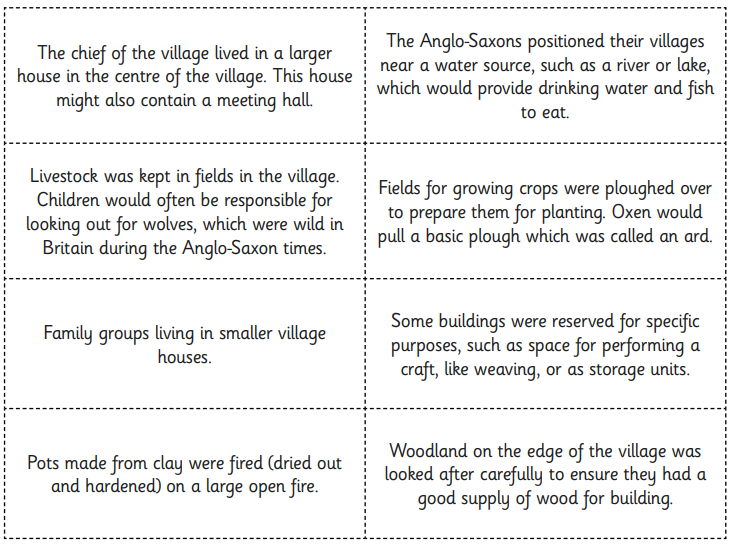 The chief of the village lived in a larger
house in the centre of the village. This house
might also contain a meeting hall.
The Anglo-Saxons positioned their villages
near a water source, such as a river or lake,
which would provide drinking water and fish
to eat.
Livestock was kept in fields in the village.
Children would often be responsible for
looking out for wolves, which were wild in
Britain during the Anglo-Saxon times.
Fields for growing crops were ploughed over
to prepare them for planting. Oxen would
pull a basic plough which was called an ard.
Family groups living in smaller village
houses.
Some buildings were reserved for specific
purposes, such as space for performing a
craft, like weaving, or as storage units.
Pots made from clay were fired (dried out
and hardened) on a large open fire.
Woodland on the edge of the village was
looked after carefully to ensure they had a
good supply of wood for building.